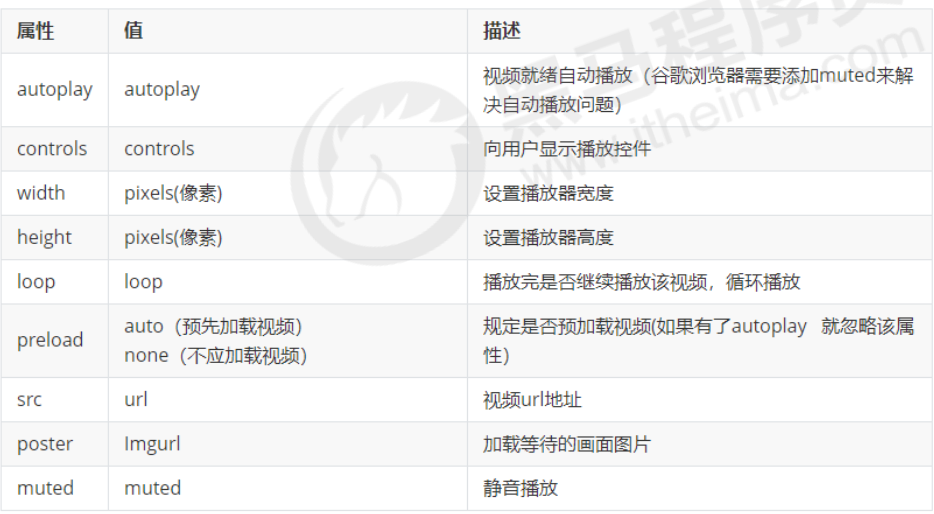 属性 值 描述
autoplay autoplay 视频就绪自动播放（谷歌浏览器需要添加muted来解
决自动播放问题）
controls controls 向用户显示播放控件
width pixels(像素) 设置播放器宽度
height pixels(像素) 设置播放器高度
loop loop 播放完是否继续播放该视频，循环播放
preload auto（预先加载视频） 规定是否预加载视频(如果有了autoplay 就忽略该属
none（不应加载视频） 性）
src url 视频url地址
poster Imgurl 加载等待的画面图片
muted muted 静音播放
黑马程序员
www.itheima.com